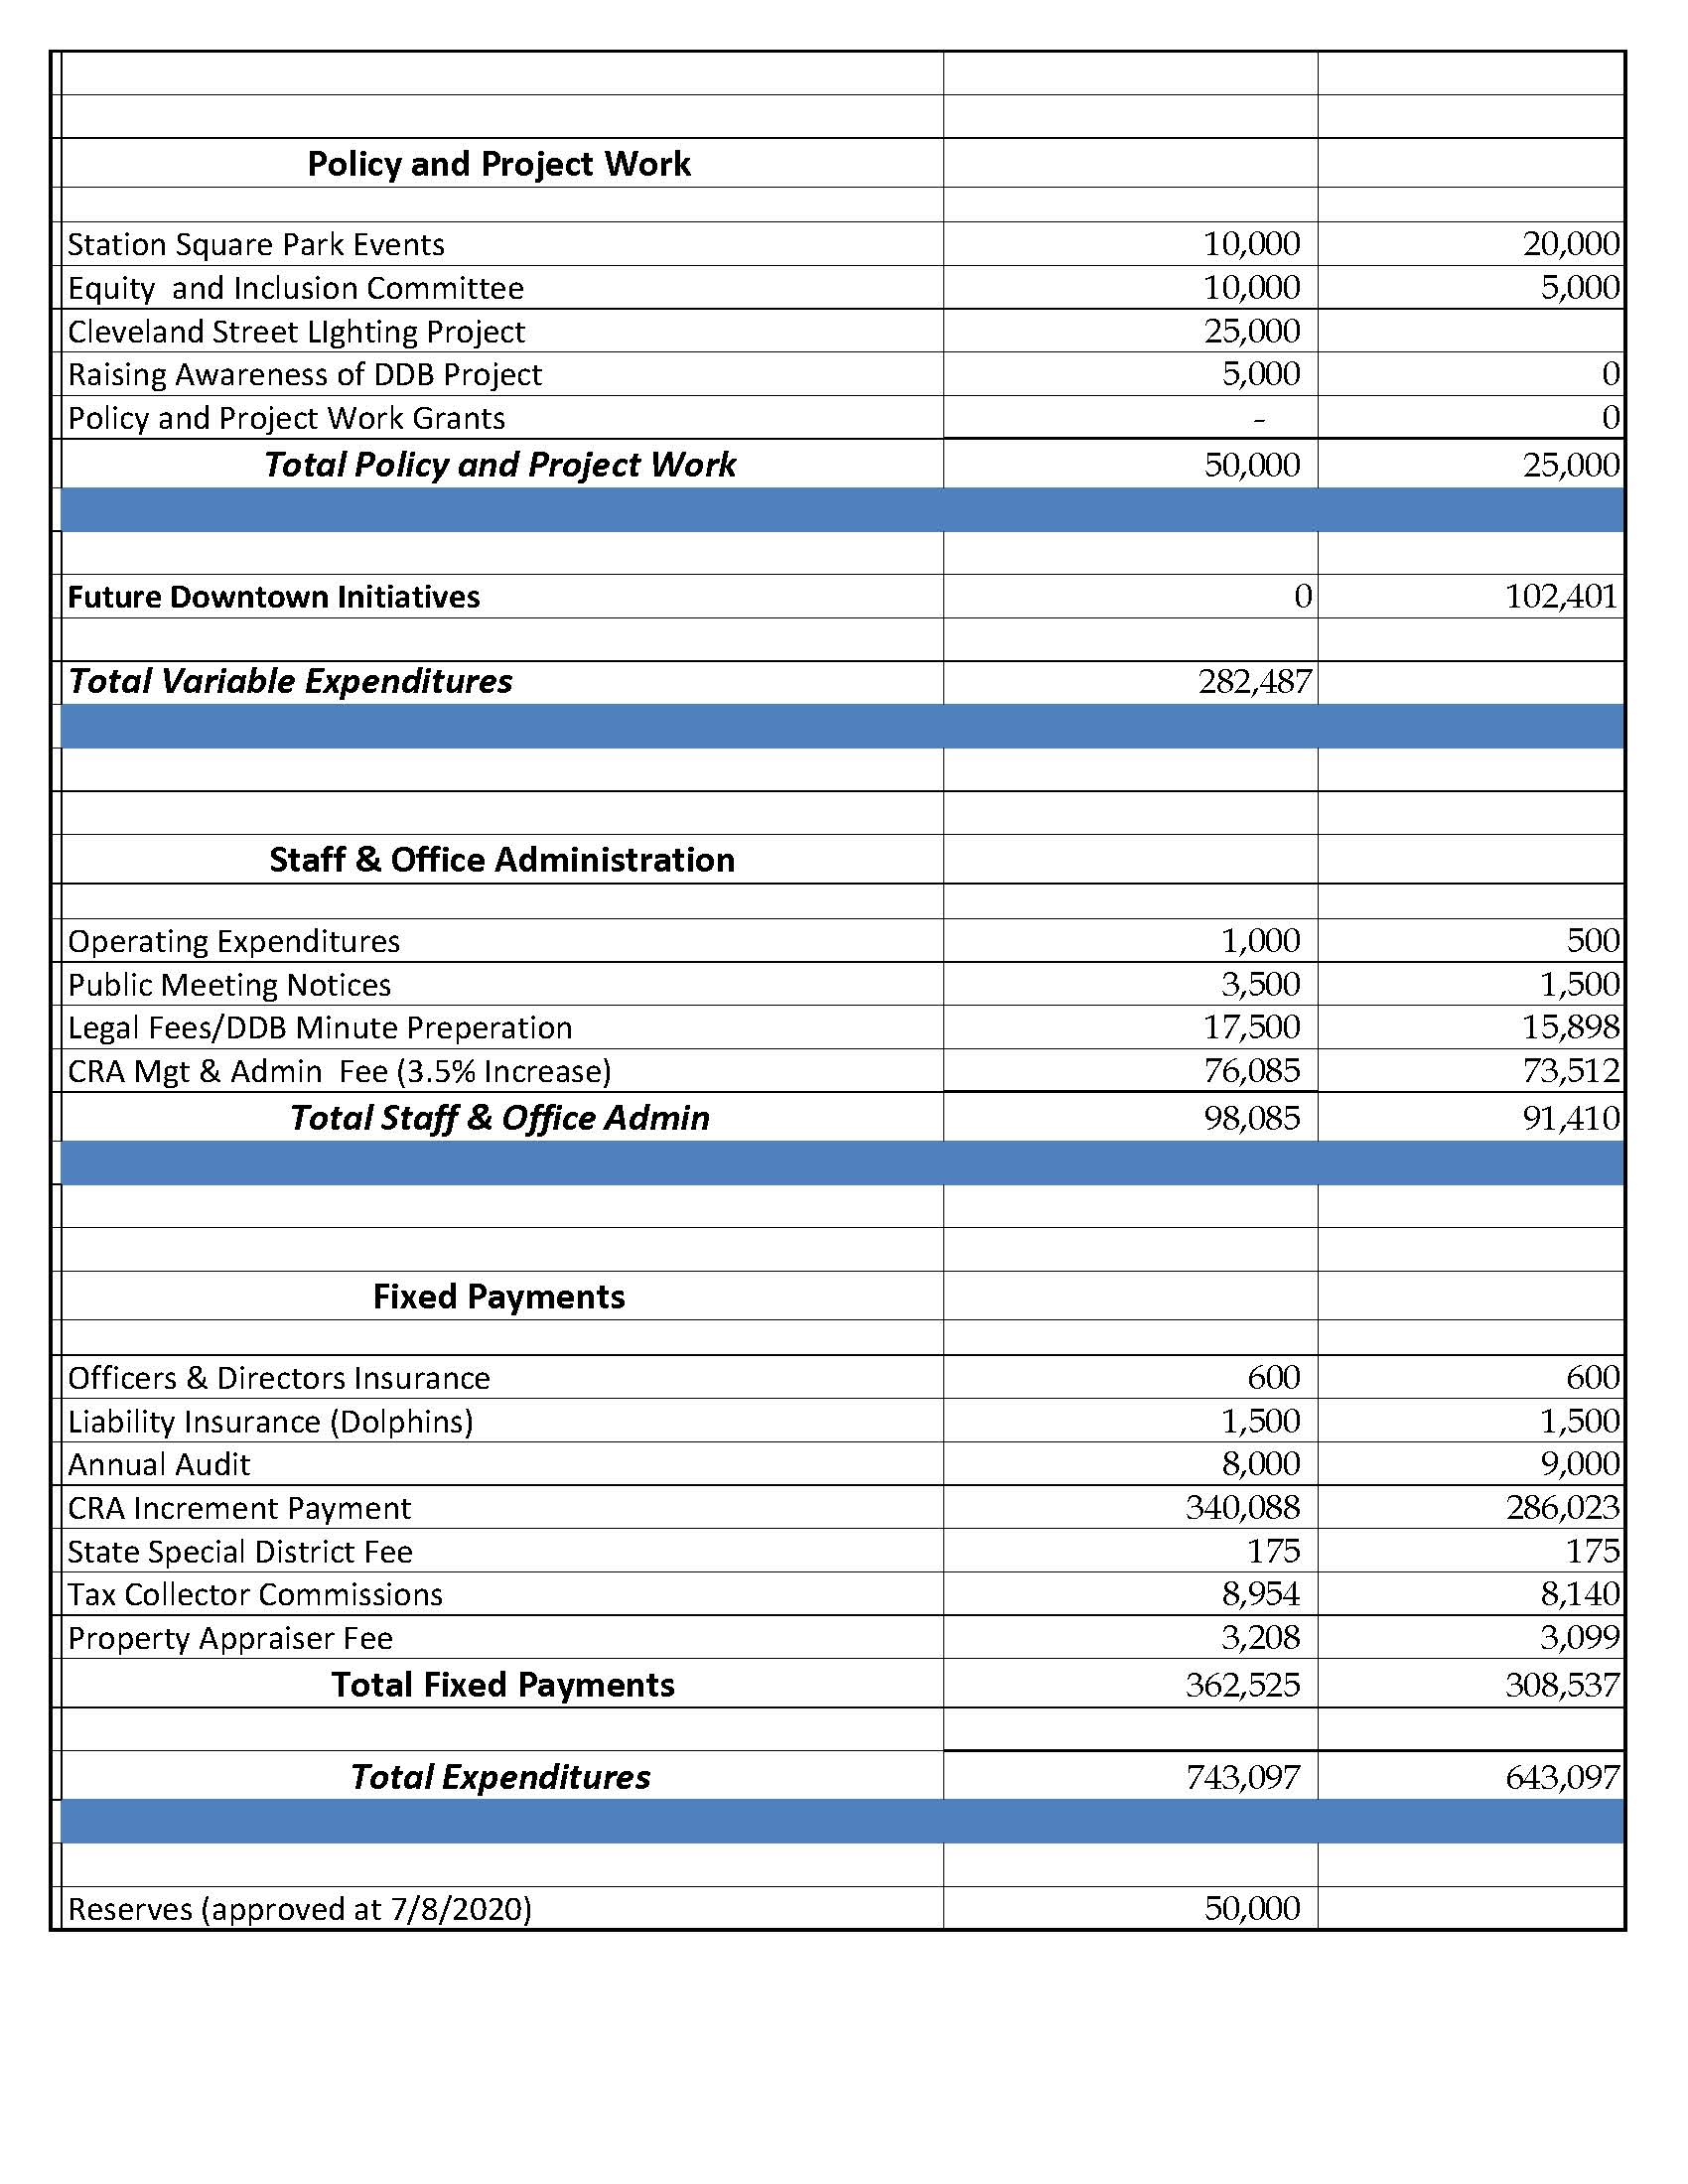 Policy and Project Work
Station Square Park Events 10,000 20,000
Equity and Inclusion Committee 10,000 5,000
Cleveland Street LIghting Project 25,000
Raising Awareness of DDB Project 5,000 0
Policy and Project Work Grants - 0
Total Policy and Project Work 50,000 25,000
Future Downtown Initiatives 0 102,401
Total Variable Expenditures 282,487
Staff & Office Administration
Operating Expenditures 1,000 500
Public Meeting Notices 3,500 1,500
Legal Fees/DDB Minute Preperation 17,500 15,898
CRA Mgt & Admin Fee (3.5% Increase) 76,085 73,512
Total Staff & Office Admin 98,085 91,410
Fixed Payments
Officers & Directors Insurance 600 600
Liability Insurance (Dolphins) 1,500 1,500
Annual Audit 8,000 9,000
CRA Increment Payment 340,088 286,023
State Special District Fee 175 175
Tax Collector Commissions 8,954 8,140
Property Appraiser Fee 3,208 3,099
Total Fixed Payments 362,525 308,537
Total Expenditures 743,097 643,097
Reserves (approved at 7/8/2020) 50,000